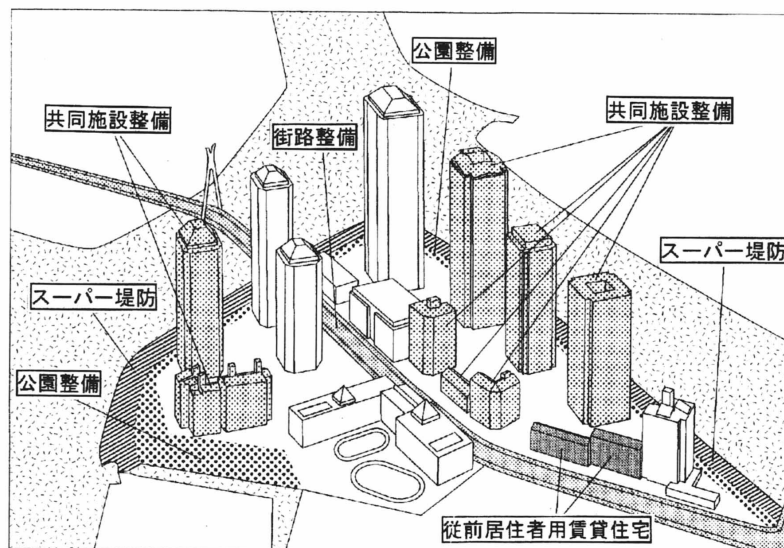 公園整備
共同施設整備
共同施設整備
街路整備
スーパー堤防
スーパー堤防
公園整備
従前居住者用賃貸住宅